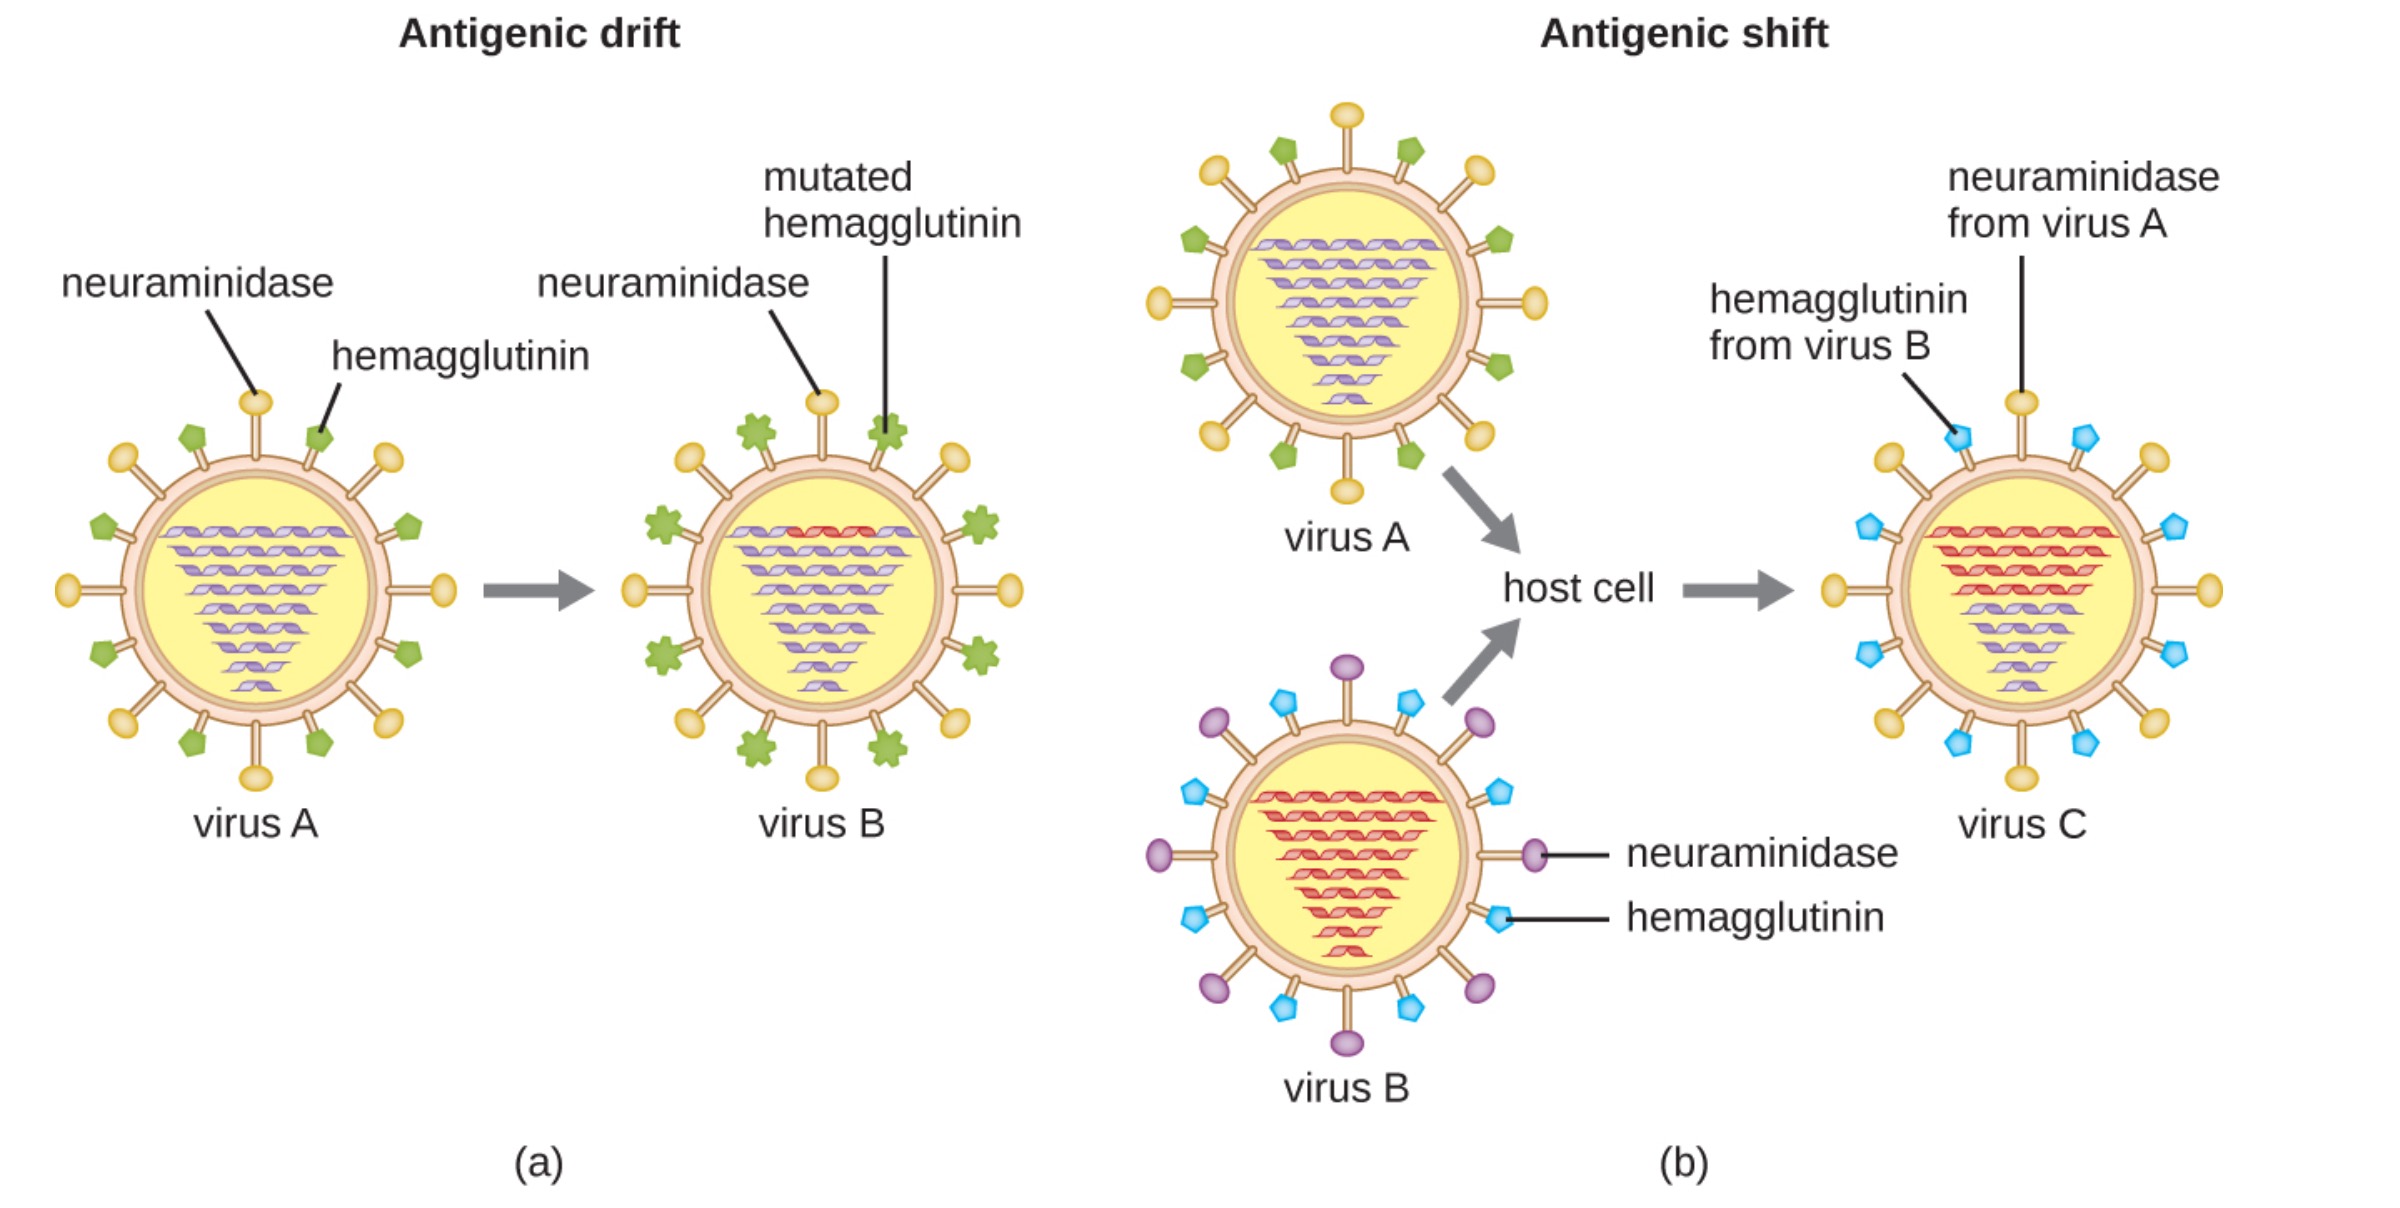 Antigenic drift
neuraminidase
hemagglutinin
virus A
neuraminidase
mutated
hemagglutinin
virus B
(a)
Antigenic shift
virus A
host cell
neuraminidase
hemagglutinin
virus B
hemagglutinin
from virus B
neuraminidase
from virus A
virus C
(b)